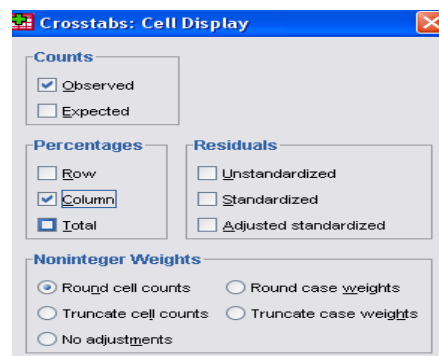 Crosstabs: Cell Display
Counts
Observed
Expected
Percentages
Residuals
Row
Unstandardized
Column
Standardized
Total
Adjusted standardized
Noninteger Weights
Round cell counts
Round case weights
Truncate cell counts
Truncate case weights
No adjustments